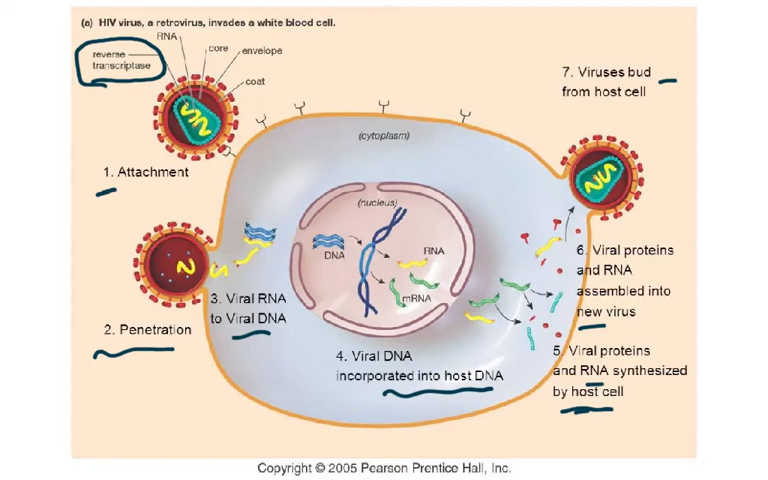 (a) HIV virus, a retrovirus, invades a white blood cell.
RNA
reverse
transcriptase
core
envelope
coat
7. Viruses bud
from host cell
(cytoplasm)
1. Attachment
(nucleus)
DNA
RNA
mRNA
3. Viral RNA
to Viral DNA
2. Penetration
6. Viral proteins
and RNA
assembled into
new virus
4. Viral DNA
incorporated into host DNA
5. Viral proteins
and RNA synthesized
by host cell
Copyright © 2005 Pearson Prentice Hall, Inc.